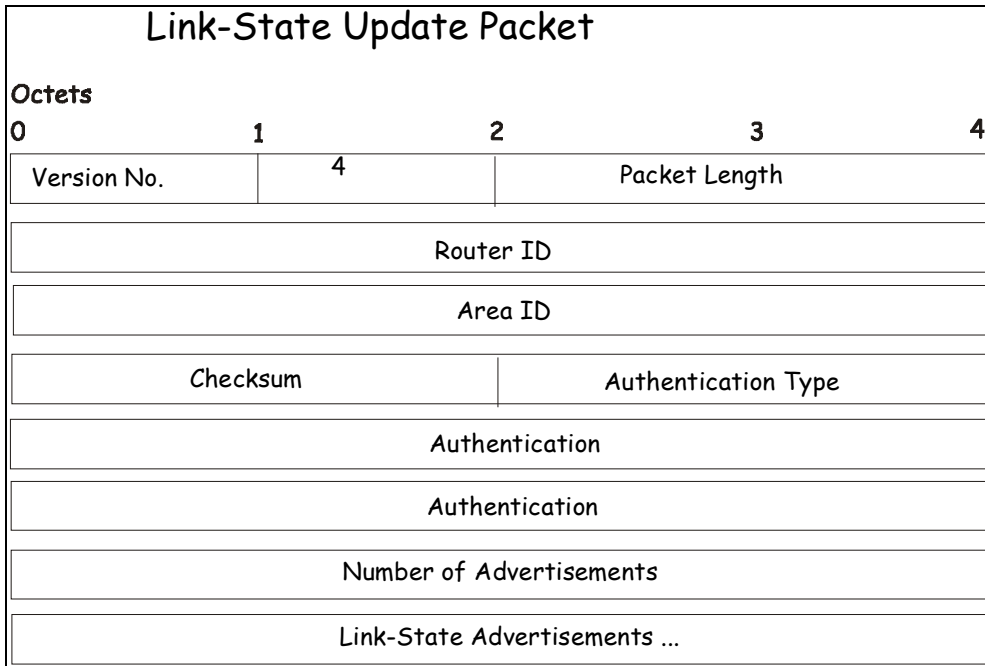 Link-State Update Packet
Octets
0 1 2 3 4
Version No. 4 Packet Length
Router ID
Area ID
Checksum Authentication Type
Authentication
Authentication
Number of Advertisements
Link-State Advertisements ...